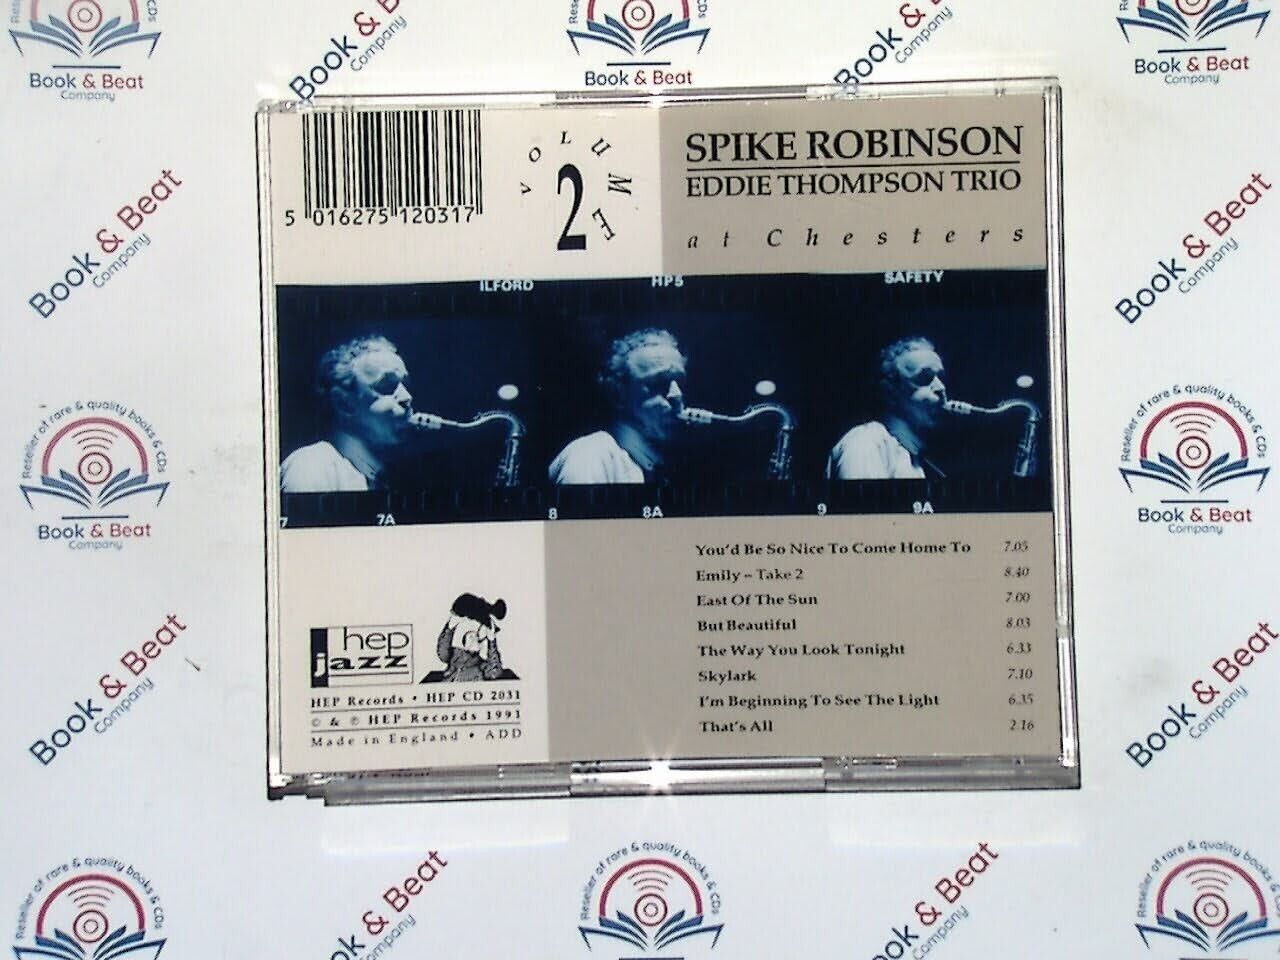 5 016275 120317
VOLUME
2
SPIKE ROBINSON
EDDIE THOMPSON TRIO
at Chesters
ILFORD HP5 SAFETY
7 7A 8 8A 9 9A
You'd Be So Nice To Come Home To 7.05
Emily – Take 2 8.40
East Of The Sun 7.00
But Beautiful 8.03
The Way You Look Tonight 6.33
Skylark 7.10
I'm Beginning To See The Light 6.35
That's All 2.16
hep
jazz
HEP Records • HEP CD 2031
© & ℗ HEP Records 1991
Made in England • ADD
Book & Beat
Company
Book & Beat
Company
Book & Beat
Company
Book & Beat
Company
Book & Beat
Company
Book & Beat
Company
Reseller of rare & quality books & CDs
Book & Beat
Company
Reseller of rare & quality books & CDs
Book & Beat
Company
Book & Beat
Company
Book & Beat
Company
Reseller of rare & quality books & CDs
Reseller of rare & quality books & CDs
Reseller of rare & quality books & CDs